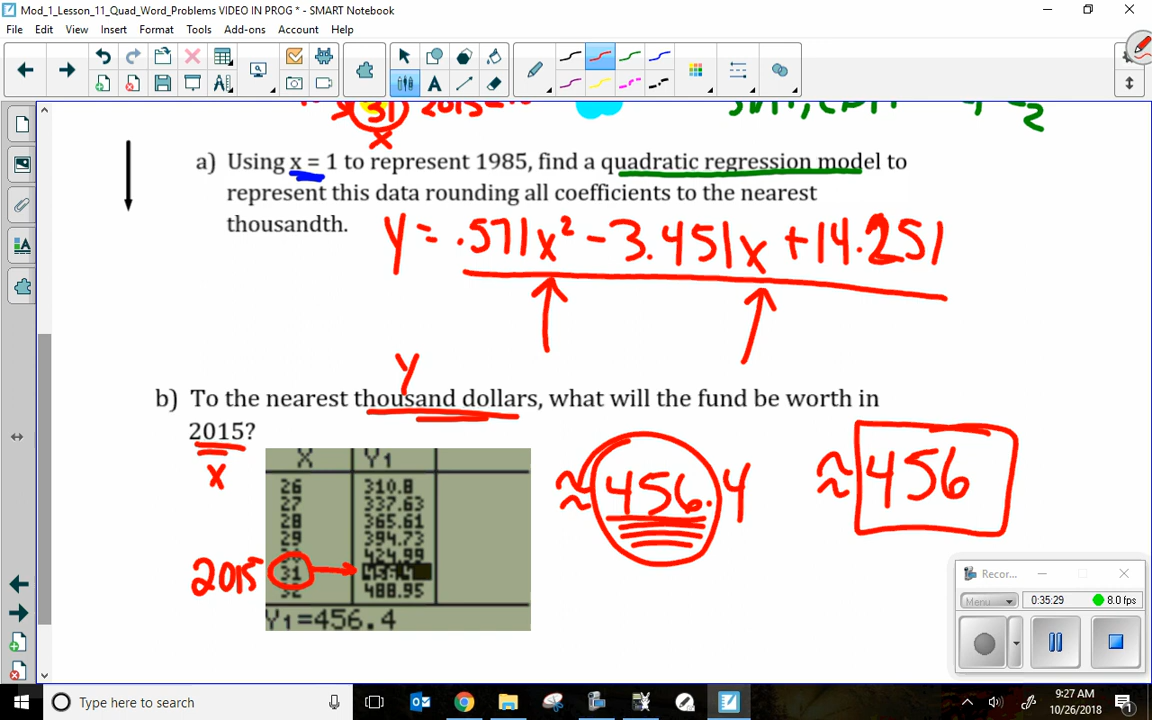 Mod_1_Lesson_11_Quad_Word_Problems VIDEO IN PROG * - SMART Notebook
File Edit View Insert Format Tools Add-ons Account Help
31 2015
x
a) Using x = 1 to represent 1985, find a quadratic regression model to
represent this data rounding all coefficients to the nearest
thousandth.
y = .571x² - 3.451x + 14.251
y
b) To the nearest thousand dollars, what will the fund be worth in
2015?
x
X Y1
26 310.8
27 337.63
28 365.61
29 394.73
424.99
2015 31
488.95
Y1=456.4
≈ 456.4
≈ 456
Recor...
Menu 0:35:29 8.0 fps
Type here to search
9:27 AM
10/26/2018
1